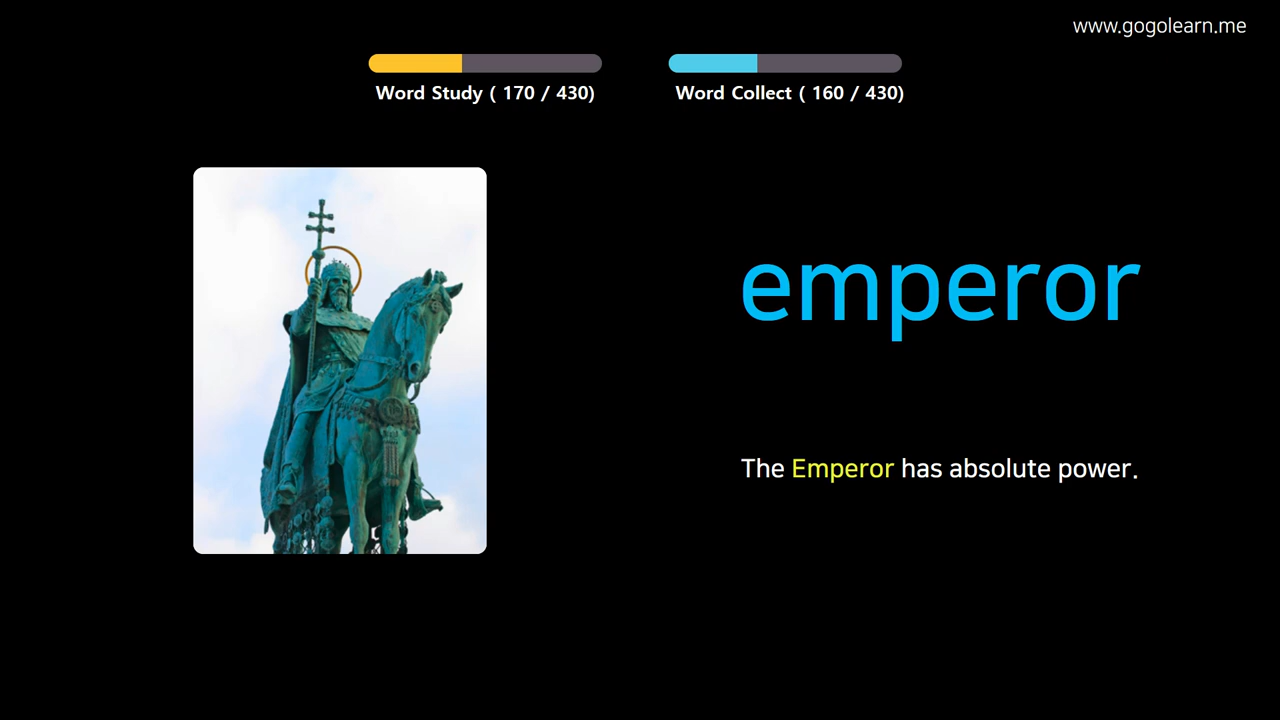 www.gogolearn.me
Word Study ( 170 / 430)
Word Collect ( 160 / 430)
emperor
The Emperor has absolute power.